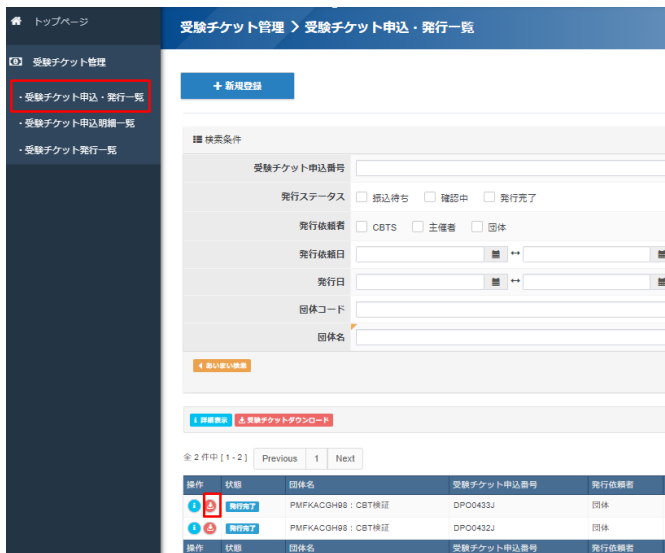 トップページ
受験チケット管理
・受験チケット申込・発行一覧
・受験チケット申込明細一覧
・受験チケット発行一覧
受験チケット管理 > 受験チケット申込・発行一覧
+ 新規登録
検索条件
受験チケット申込番号
発行ステータス 振込待ち 確認中 発行完了
発行依頼者 CBTS 主催者 団体
発行依頼日 ↔
発行日 ↔
団体コード
団体名
あいまい検索
i 詳細表示 受験チケットダウンロード
全 2 件中 [ 1 - 2 ] Previous 1 Next
操作 状態 団体名 受験チケット申込番号 発行依頼者
発行完了 PMFKACGH98 : CBT検証 DPO0433J 団体
発行完了 PMFKACGH98 : CBT検証 DPO0432J 団体
操作 状態 団体名 受験チケット申込番号 発行依頼者